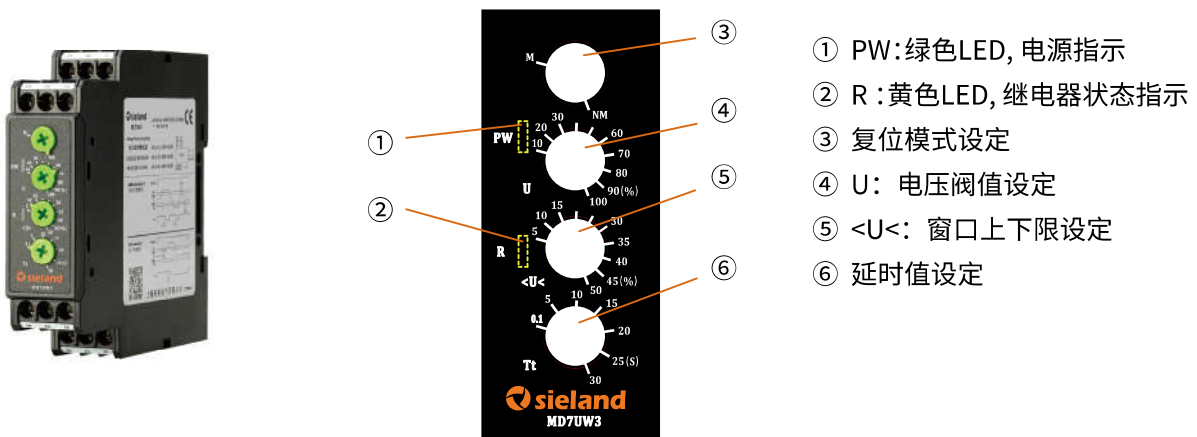 sieland
CE
sieland
③
M
NM
④
①
PW
10
20
30
60
70
80
90(%)
100
U
⑤
②
R
5
10
15
30
35
40
45(%)
50
<U<
⑥
0.1
5
10
15
20
25(S)
30
Tt
sieland
MD7UW3
① PW:绿色LED, 电源指示
② R :黄色LED, 继电器状态指示
③ 复位模式设定
④ U: 电压阀值设定
⑤ <U<: 窗口上下限设定
⑥ 延时值设定